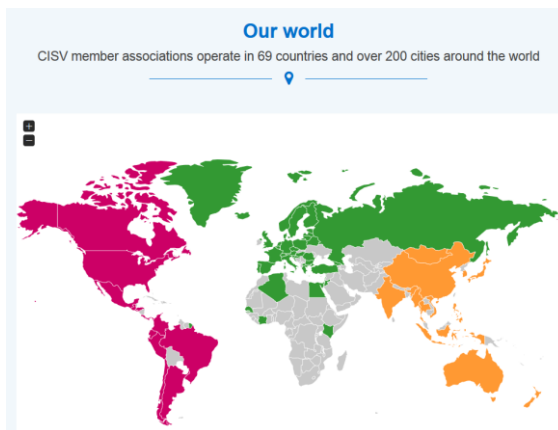 Our world
CISV member associations operate in 69 countries and over 200 cities around the world
+
−